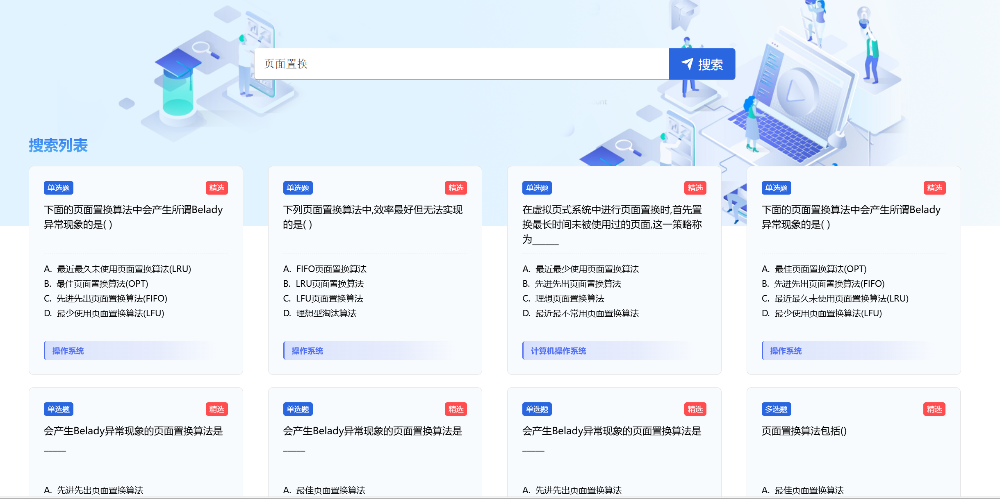 页面置换
搜索
ount
搜索列表
单选题 精选
下面的页面置换算法中会产生所谓Belady
异常现象的是( )
A. 最近最久未使用页面置换算法(LRU)
B. 最佳页面置换算法(OPT)
C. 先进先出页面置换算法(FIFO)
D. 最少使用页面置换算法(LFU)
操作系统
单选题 精选
下列页面置换算法中,效率最好但无法实现
的是( )
A. FIFO页面置换算法
B. LRU页面置换算法
C. LFU页面置换算法
D. 理想型淘汰算法
操作系统
单选题 精选
在虚拟页式系统中进行页面置换时,首先置
换最长时间未被使用过的页面,这一策略称
为______
A. 最近最少使用页面置换算法
B. 先进先出页面置换算法
C. 理想页面置换算法
D. 最近最不常用页面置换算法
计算机操作系统
单选题 精选
下面的页面置换算法中会产生所谓Belady
异常现象的是( )
A. 最佳页面置换算法(OPT)
B. 先进先出页面置换算法(FIFO)
C. 最近最久未使用页面置换算法(LRU)
D. 最少使用页面置换算法(LFU)
操作系统
单选题 精选
会产生Belady异常现象的页面置换算法是
_____
A. 先进先出页面置换算法
单选题 精选
会产生Belady异常现象的页面置换算法是
_____
A. 最佳页面置换算法
单选题 精选
会产生Belady异常现象的页面置换算法是
_____
A. 先进先出页面置换算法
多选题 精选
页面置换算法包括()
A. 最佳页面置换算法